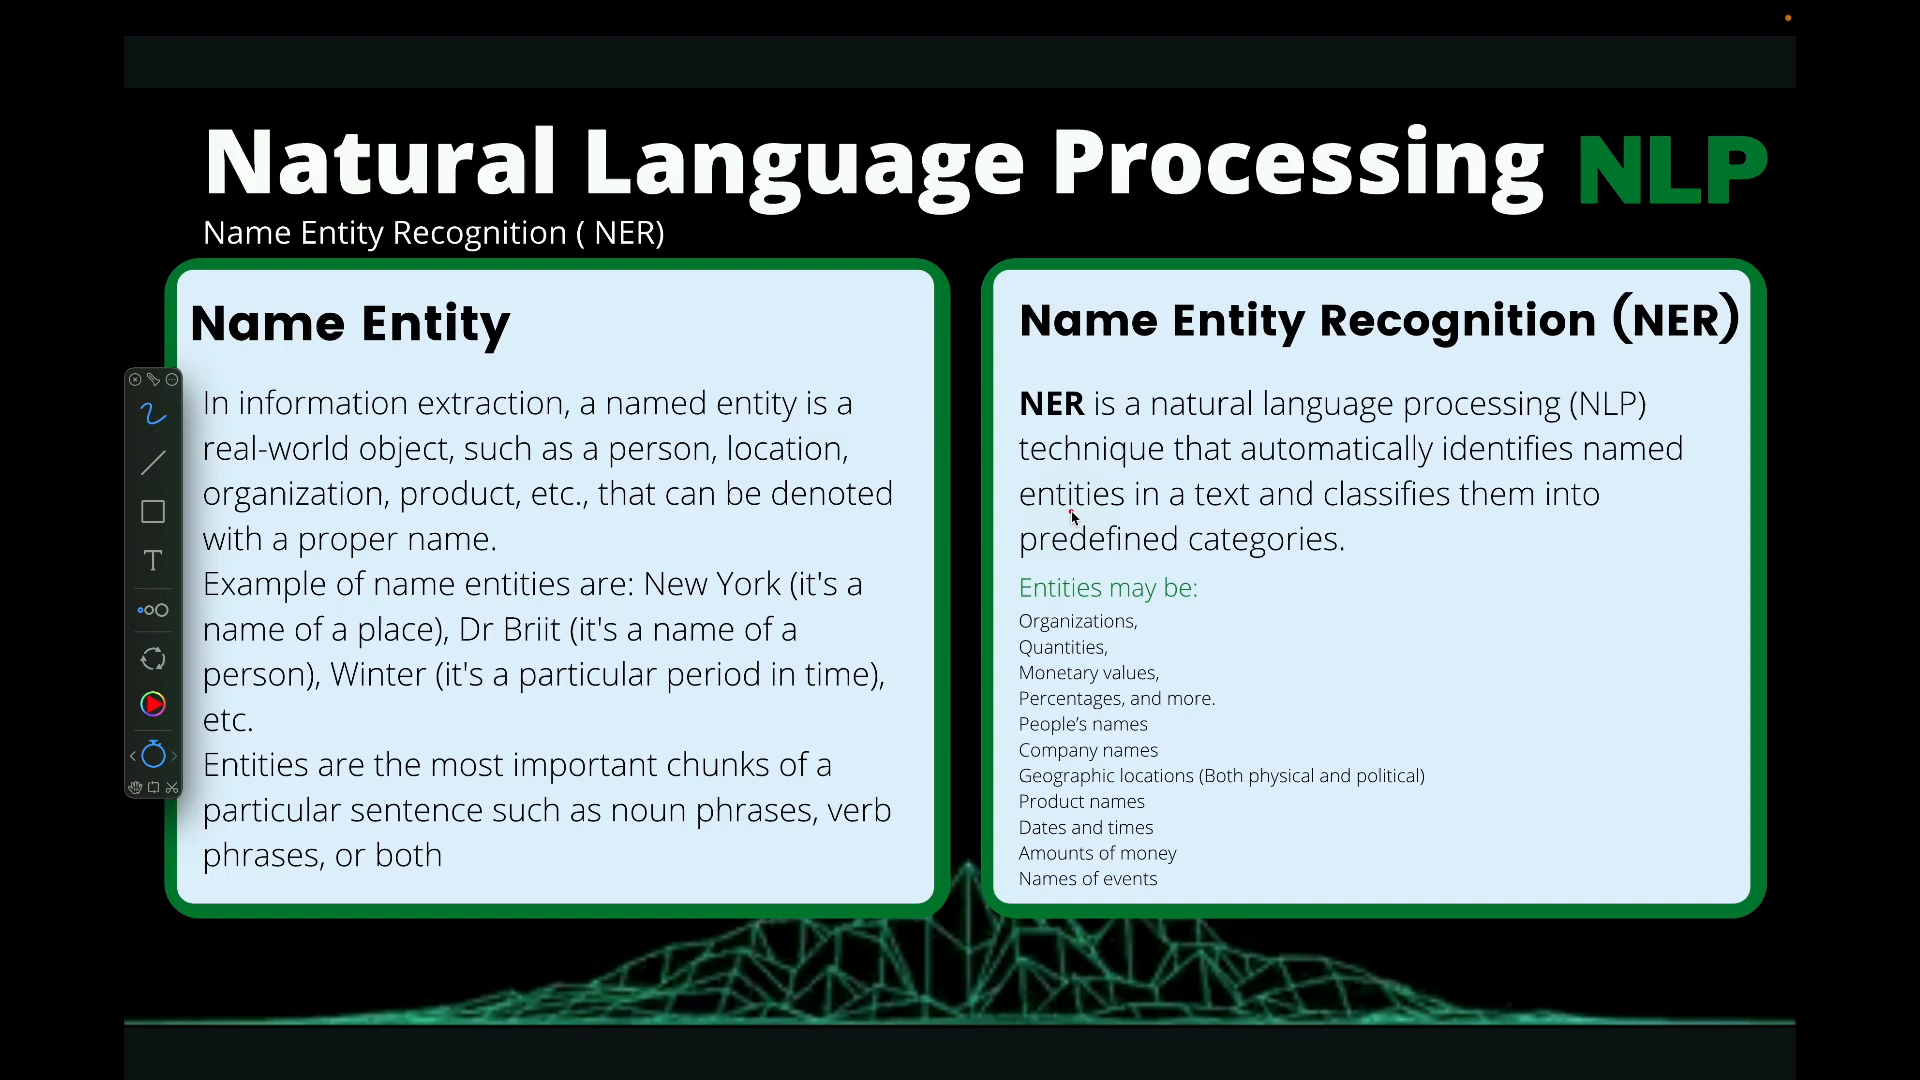 Natural Language Processing NLP
Name Entity Recognition ( NER)
Name Entity
In information extraction, a named entity is a
real-world object, such as a person, location,
organization, product, etc., that can be denoted
with a proper name.
Example of name entities are: New York (it's a
name of a place), Dr Briit (it's a name of a
person), Winter (it's a particular period in time),
etc.
Entities are the most important chunks of a
particular sentence such as noun phrases, verb
phrases, or both
Name Entity Recognition (NER)
NER is a natural language processing (NLP)
technique that automatically identifies named
entities in a text and classifies them into
predefined categories.
Entities may be:
Organizations,
Quantities,
Monetary values,
Percentages, and more.
People’s names
Company names
Geographic locations (Both physical and political)
Product names
Dates and times
Amounts of money
Names of events
T